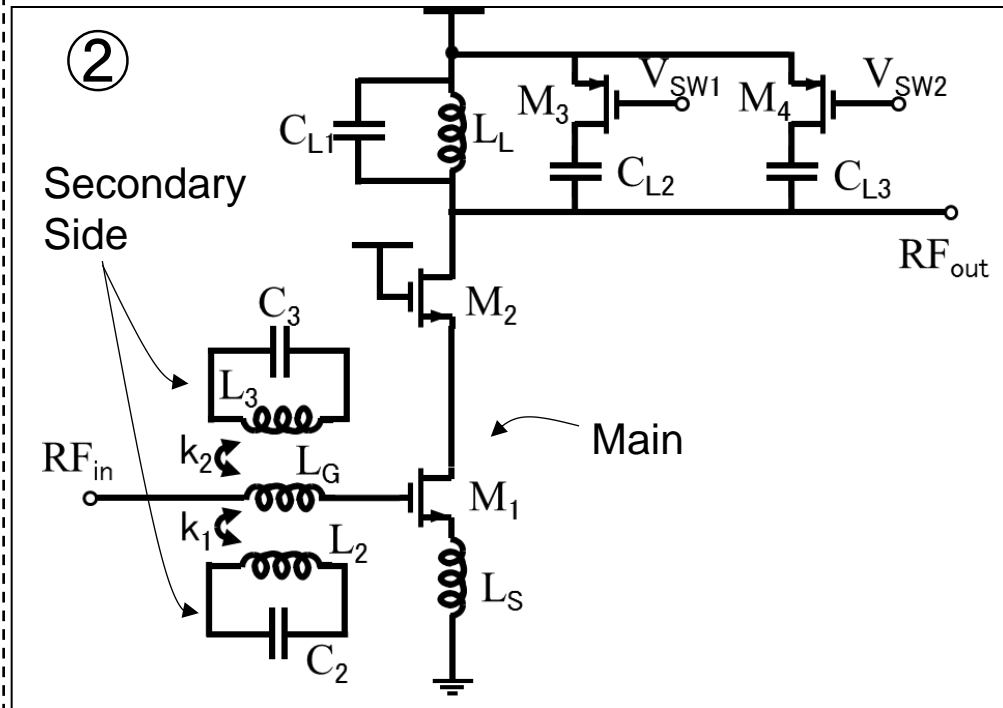 ②
V_SW1
V_SW2
M_3
M_4
C_L1
L_L
C_L2
C_L3
Secondary
Side
RF_out
M_2
C_3
L_3
Main
k_2
RF_in
L_G
M_1
k_1
L_2
L_S
C_2